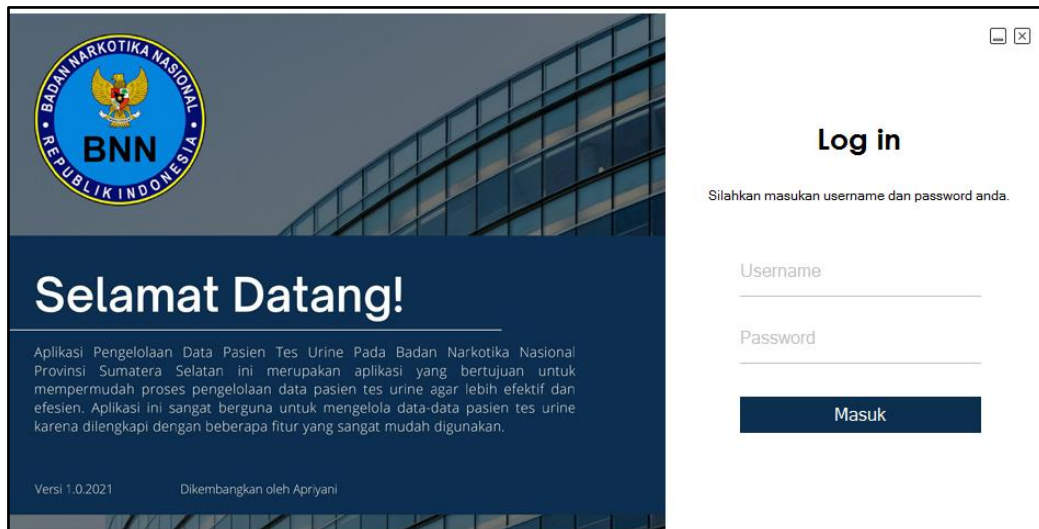 BADAN NARKOTIKA NASIONAL
BNN
REPUBLIK INDONESIA
Selamat Datang!
Aplikasi Pengelolaan Data Pasien Tes Urine Pada Badan Narkotika Nasional
Provinsi Sumatera Selatan ini merupakan aplikasi yang bertujuan untuk
mempermudah proses pengelolaan data pasien tes urine agar lebih efektif dan
efesien. Aplikasi ini sangat berguna untuk mengelola data-data pasien tes urine
karena dilengkapi dengan beberapa fitur yang sangat mudah digunakan.
Versi 1.0.2021 Dikembangkan oleh Apriyani
Log in
Silahkan masukan username dan password anda.
Username
Password
Masuk